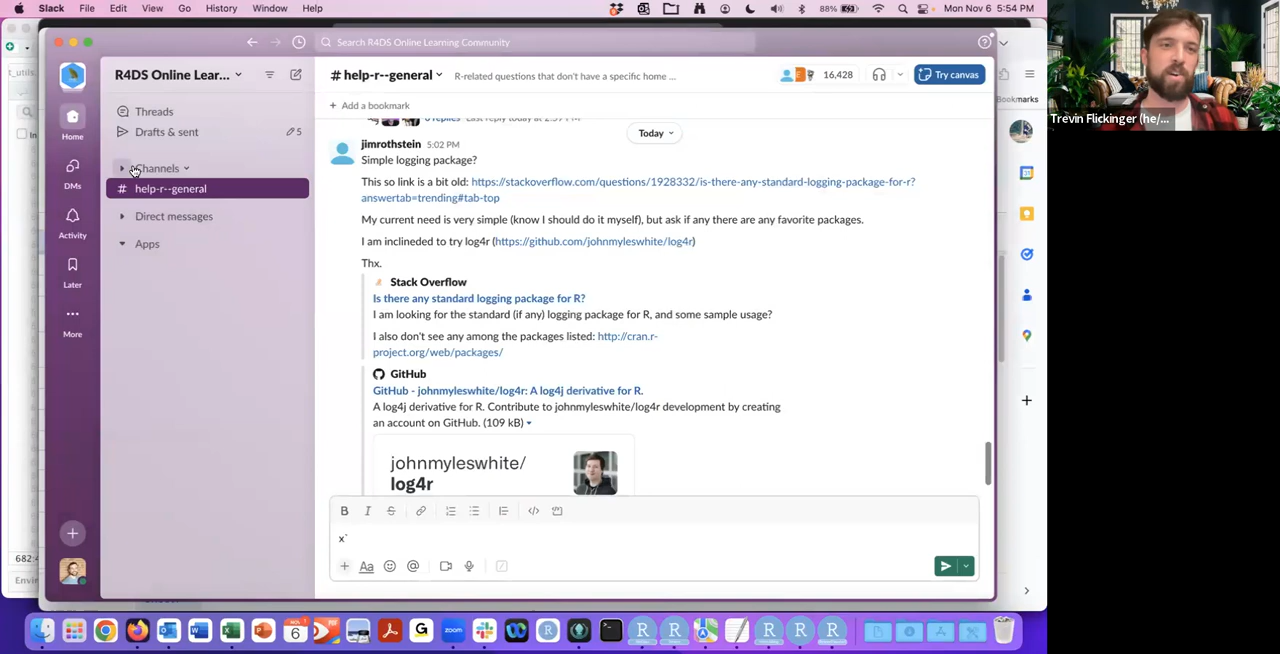 Slack File Edit View Go History Window Help 88% Mon Nov 6 5:54 PM
Search R4DS Online Learning Community
R4DS Online Lear...
# help-r--general
R-related questions that don't have a specific home ...
16,428
Try canvas
Add a bookmark
Bookmarks
Trevin Flickinger (he/...
Home
DMs
Activity
Later
More
Threads
Drafts & sent
5
Channels
# help-r--general
Direct messages
Apps
Today
jimrothstein 5:02 PM
Simple logging package?
This so link is a bit old: https://stackoverflow.com/questions/1928332/is-there-any-standard-logging-package-for-r?
answertab=trending#tab-top
My current need is very simple (know I should do it myself), but ask if any there are any favorite packages.
I am inclineded to try log4r (https://github.com/johnmyleswhite/log4r)
Thx.
Stack Overflow
Is there any standard logging package for R?
I am looking for the standard (if any) logging package for R, and some sample usage?
I also don't see any among the packages listed: http://cran.r-
project.org/web/packages/
GitHub
GitHub - johnmyleswhite/log4r: A log4j derivative for R.
A log4j derivative for R. Contribute to johnmyleswhite/log4r development by creating
an account on GitHub. (109 kB)
johnmyleswhite/
log4r
x`
Aa
682:
Envir
zoom